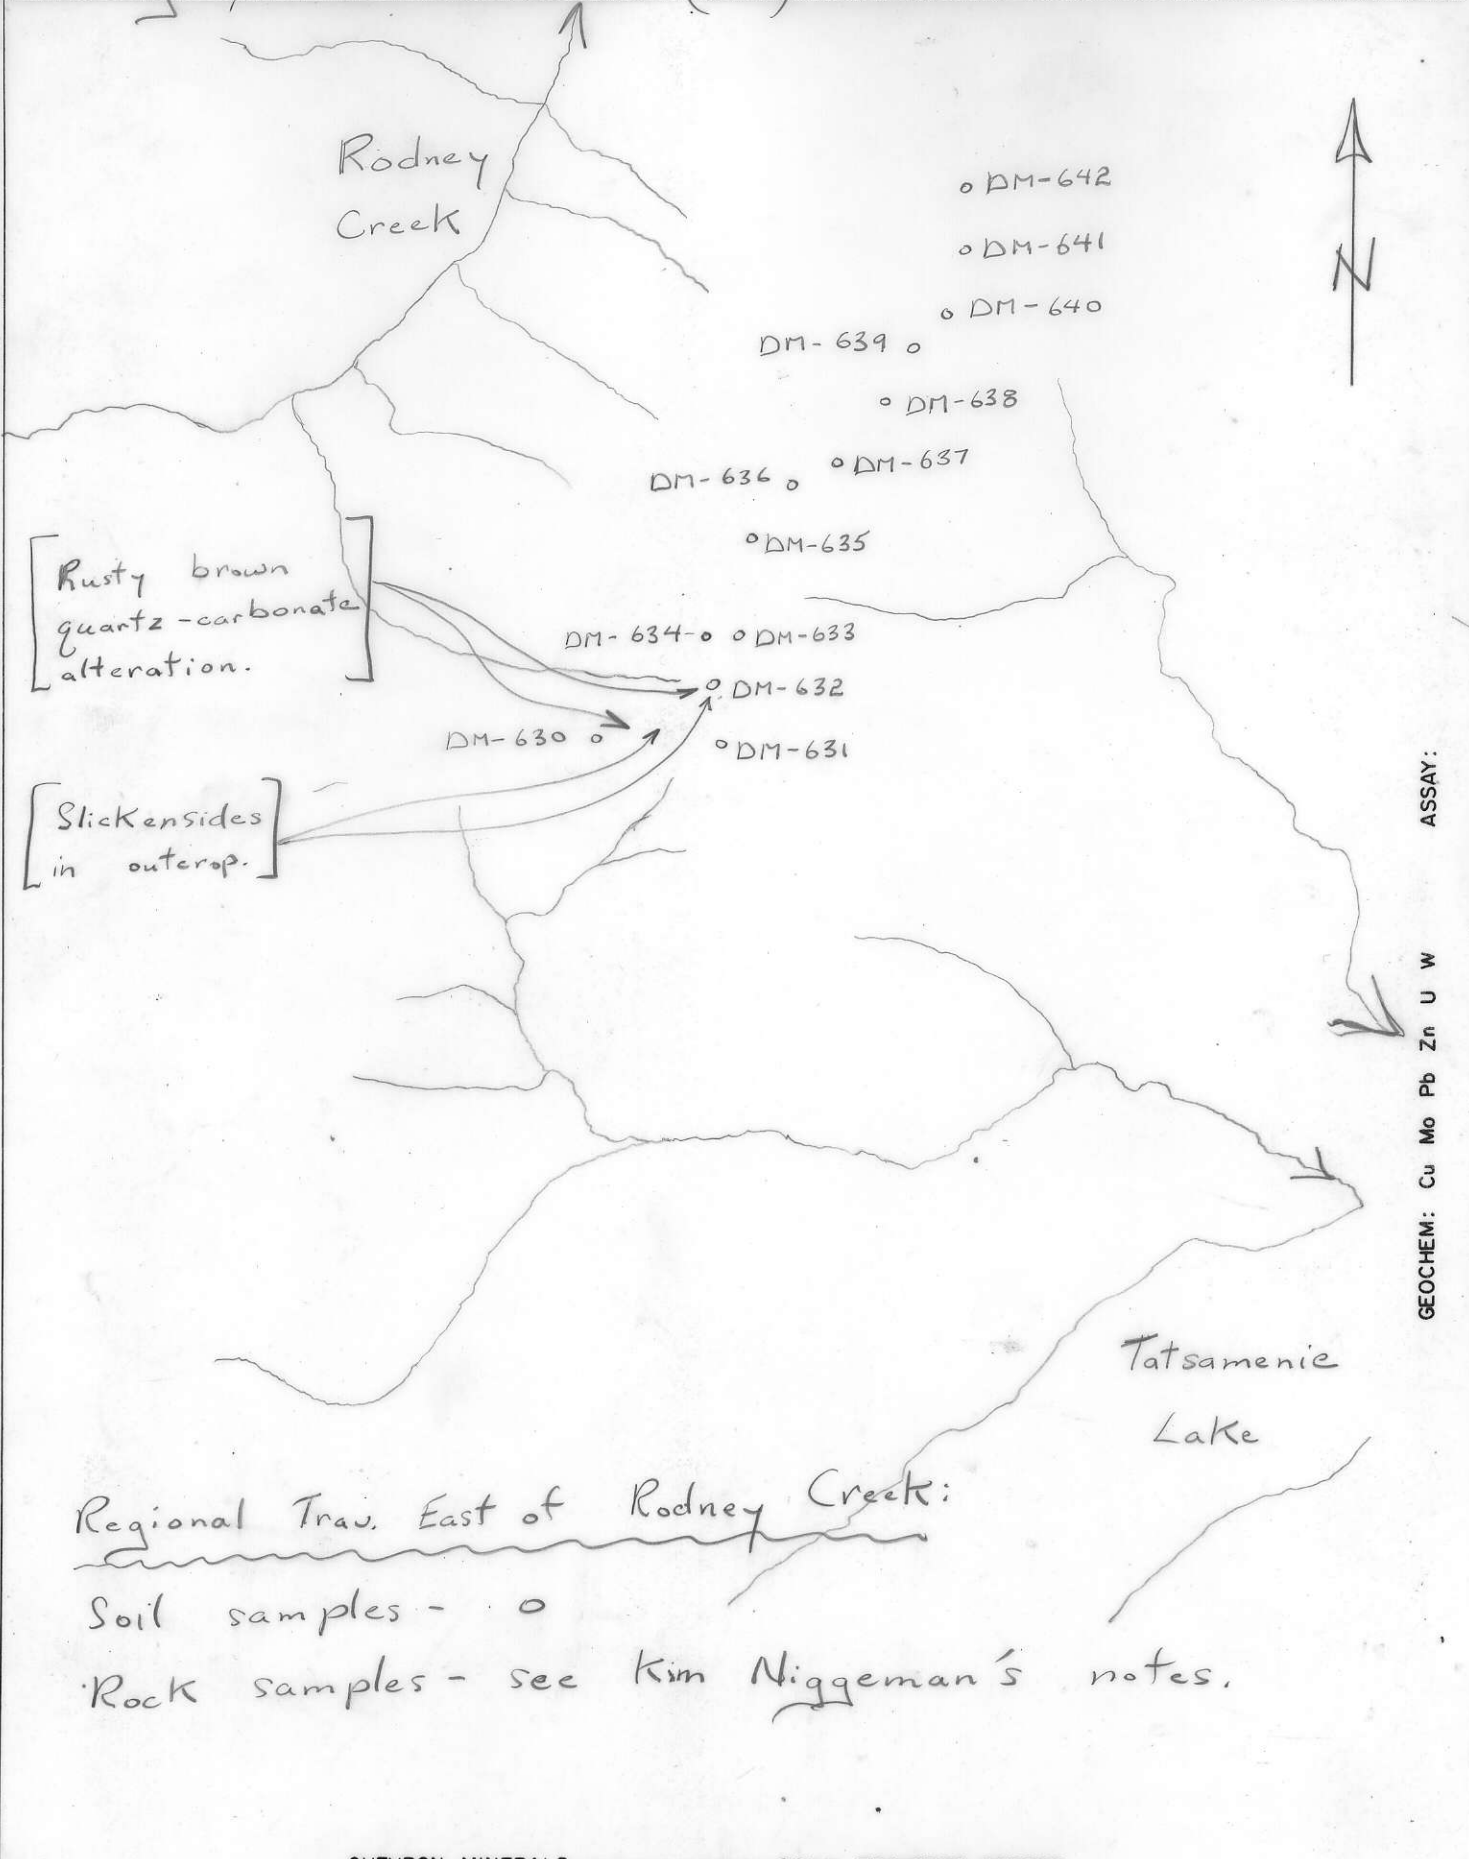 Rodney
Creek
DM-642
DM-641
N
DM-640
DM-639
DM-638
DM-637
DM-636
DM-635
Rusty brown
quartz-carbonate
alteration.
DM-634
DM-633
DM-632
DM-630
DM-631
Slickensides
in outcrop.
GEOCHEM: Cu Mo Pb Zn U W ASSAY:
Tatsamenie
Lake
Regional Trav. East of Rodney Creek:
Soil samples - o
Rock samples - see Kim Niggeman's notes.